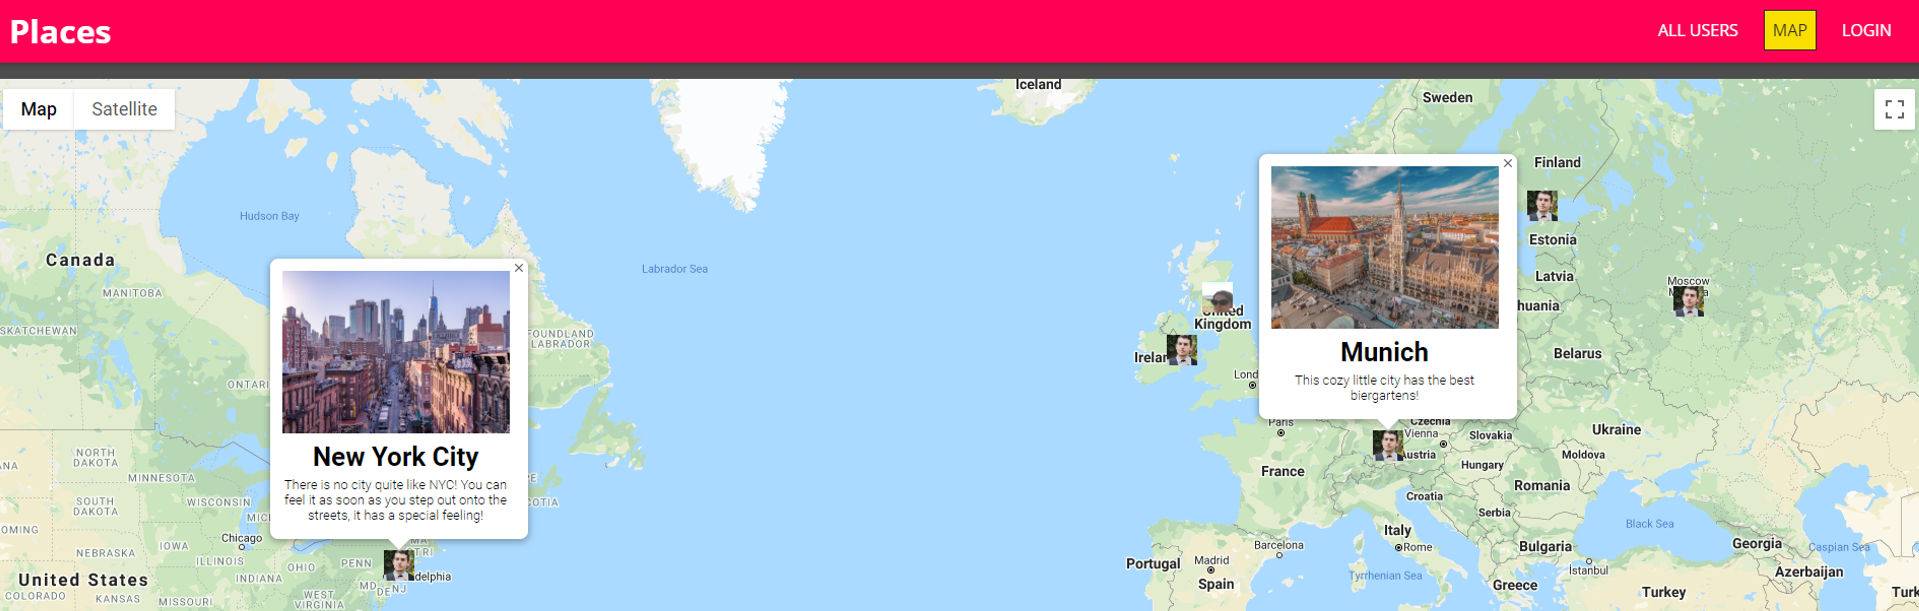 Places
ALL USERS
MAP
LOGIN
Map
Satellite
Iceland
Sweden
Finland
Hudson Bay
Estonia
Canada
Labrador Sea
Latvia
Moscow
MANITOBA
huania
United
Kingdom
SKATCHEWAN
FOUNDLAND
LABRADOR
Irelan
Belarus
ONTARI
Lond
Munich
This cozy little city has the best
biergartens!
Paris
Czechia
Vienna
Slovakia
Ukraine
Austria
Moldova
New York City
There is no city quite like NYC! You can
feel it as soon as you step out onto the
streets, it has a special feeling!
NORTH
DAKOTA
MINNESOTA
France
Hungary
Romania
SOUTH
DAKOTA
WISCONSIN
MICH
COTIA
Croatia
Serbia
OMING
Italy
Black Sea
Chicago
IOWA
NEBRASKA
ILLINOIS
OHIO
PENN
MA
Barcelona
Rome
Bulgaria
Georgia
Caspian Sea
Portugal
Madrid
Istanbul
Azerbaijan
United States
INDIANA
MD
DE
NJ
delphia
Tyrrhenian Sea
Spain
Greece
Turkey
Turk
COLORADO
KANSAS
MISSOURI
WEST
VIRGINIA